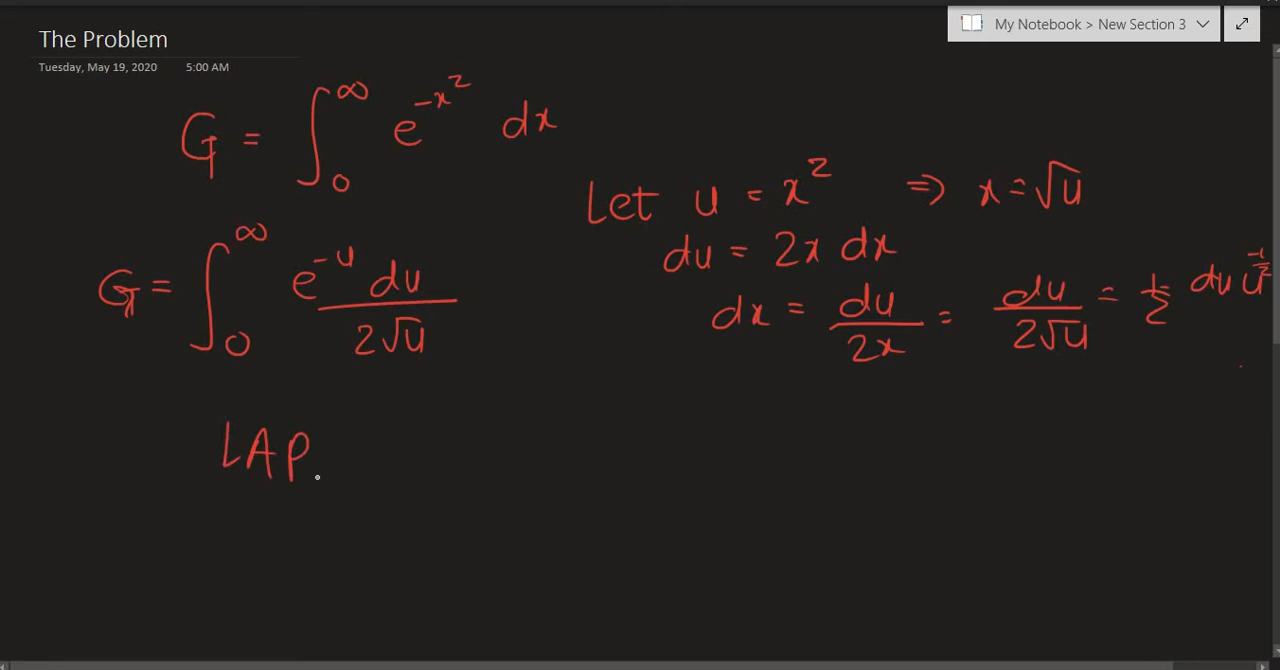 My Notebook > New Section 3
The Problem
Tuesday, May 19, 2020 5:00 AM
G = ∫₀^∞ e^(-x²) dx
Let u = x² ⇒ x = √u
du = 2x dx
dx = du/2x = du/2√u = 1/2 du u^(-1/2)
G = ∫₀^∞ e^(-u) du/2√u
LAP